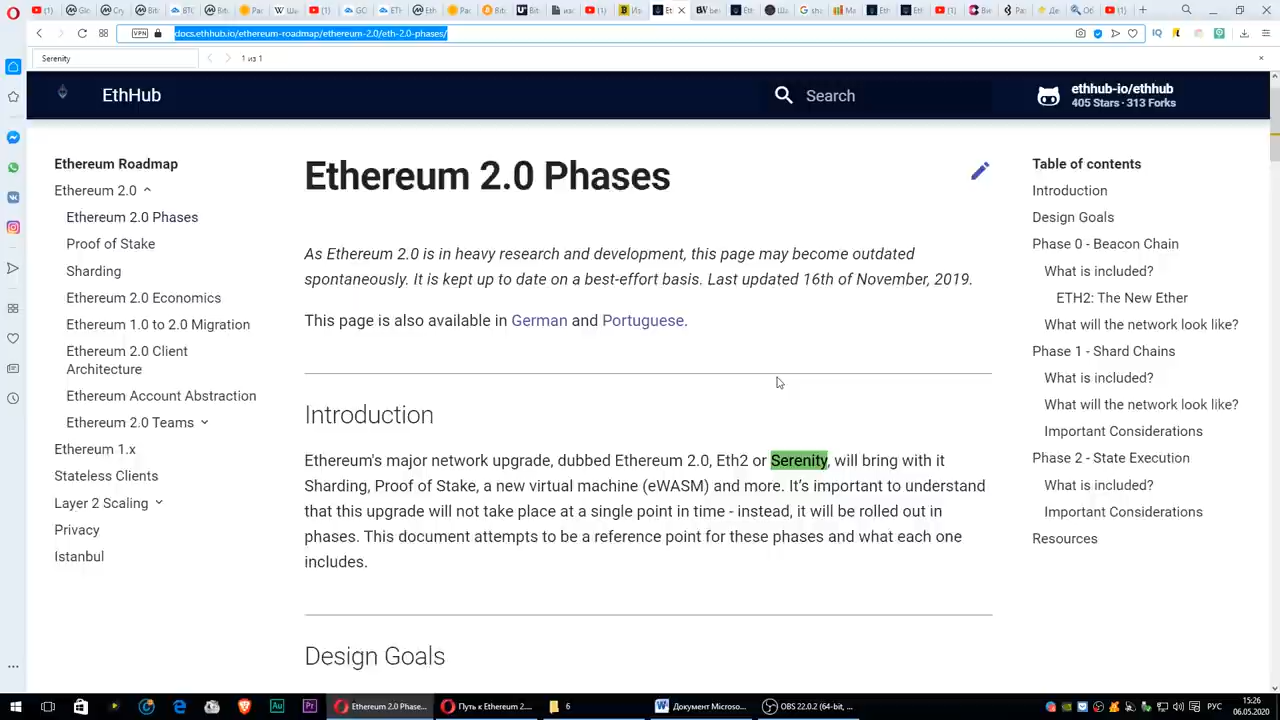 docs.ethhub.io/ethereum-roadmap/ethereum-2.0/eth-2.0-phases/
VPN
Serenity
1 из 1
EthHub
Search
ethhub-io/ethhub
405 Stars · 313 Forks
Ethereum Roadmap
Ethereum 2.0
Ethereum 2.0 Phases
Proof of Stake
Sharding
Ethereum 2.0 Economics
Ethereum 1.0 to 2.0 Migration
Ethereum 2.0 Client
Architecture
Ethereum Account Abstraction
Ethereum 2.0 Teams
Ethereum 1.x
Stateless Clients
Layer 2 Scaling
Privacy
Istanbul
Ethereum 2.0 Phases
As Ethereum 2.0 is in heavy research and development, this page may become outdated
spontaneously. It is kept up to date on a best-effort basis. Last updated 16th of November, 2019.
This page is also available in German and Portuguese.
Introduction
Ethereum's major network upgrade, dubbed Ethereum 2.0, Eth2 or Serenity, will bring with it
Sharding, Proof of Stake, a new virtual machine (eWASM) and more. It's important to understand
that this upgrade will not take place at a single point in time - instead, it will be rolled out in
phases. This document attempts to be a reference point for these phases and what each one
includes.
Design Goals
Table of contents
Introduction
Design Goals
Phase 0 - Beacon Chain
What is included?
ETH2: The New Ether
What will the network look like?
Phase 1 - Shard Chains
What is included?
What will the network look like?
Important Considerations
Phase 2 - State Execution
What is included?
Important Considerations
Resources
Ethereum 2.0 Phase...
Путь к Ethereum 2....
6
Документ Microso...
OBS 22.0.2 (64-bit, ...
РУС
15:26
06.05.2020